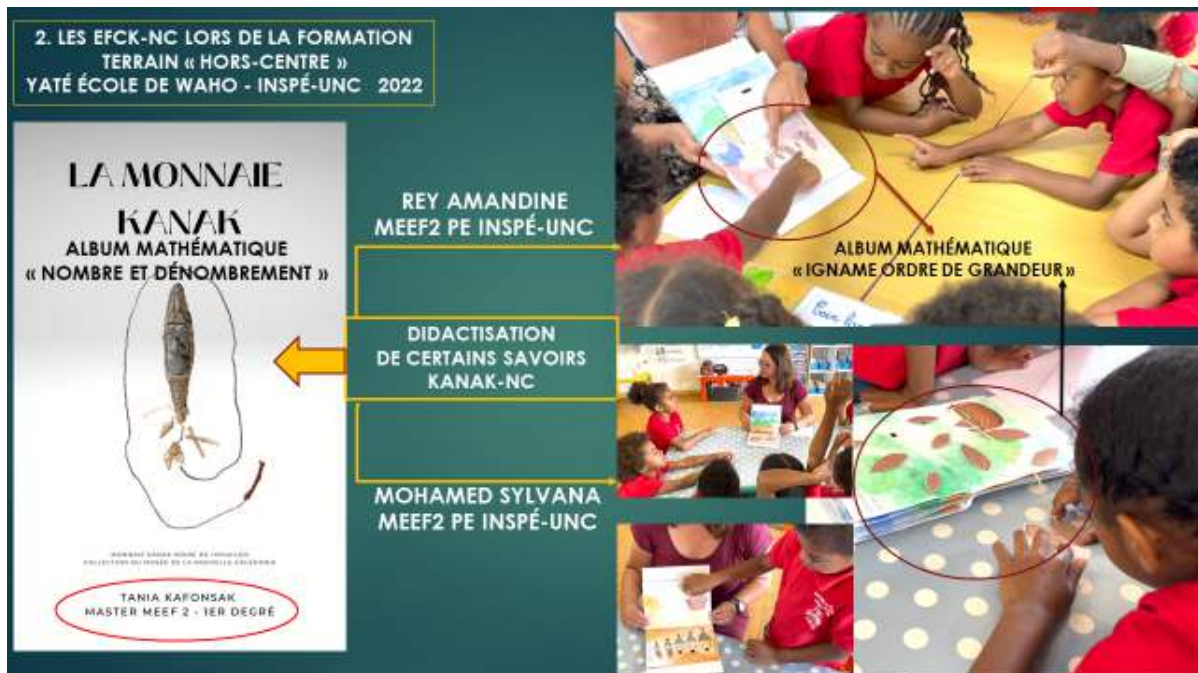 2. LES EFCK-NC LORS DE LA FORMATION
TERRAIN « HORS-CENTRE »
YATÉ ÉCOLE DE WAHO - INSPÉ-UNC 2022
LA MONNAIE
KANAK
ALBUM MATHÉMATIQUE
« NOMBRE ET DÉNOMBREMENT »
TANIA KAFONSAK
MASTER MEEF 2 - 1ER DEGRÉ
REY AMANDINE
MEEF2 PE INSPÉ-UNC
DIDACTISATION
DE CERTAINS SAVOIRS
KANAK-NC
MOHAMED SYLVANA
MEEF2 PE INSPÉ-UNC
ALBUM MATHÉMATIQUE
« IGNAME ORDRE DE GRANDEUR »